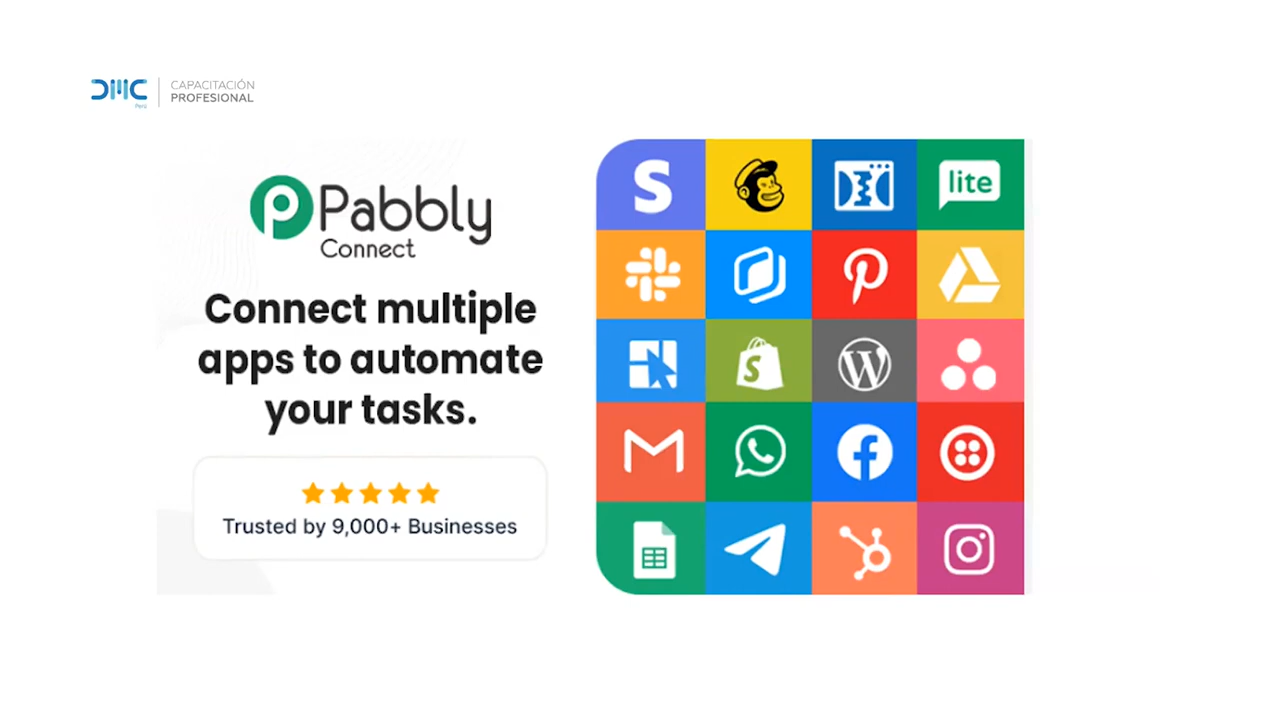 DMC
Perú
CAPACITACIÓN
PROFESIONAL
Pabbly
Connect
Connect multiple
apps to automate
your tasks.
Trusted by 9,000+ Businesses
lite